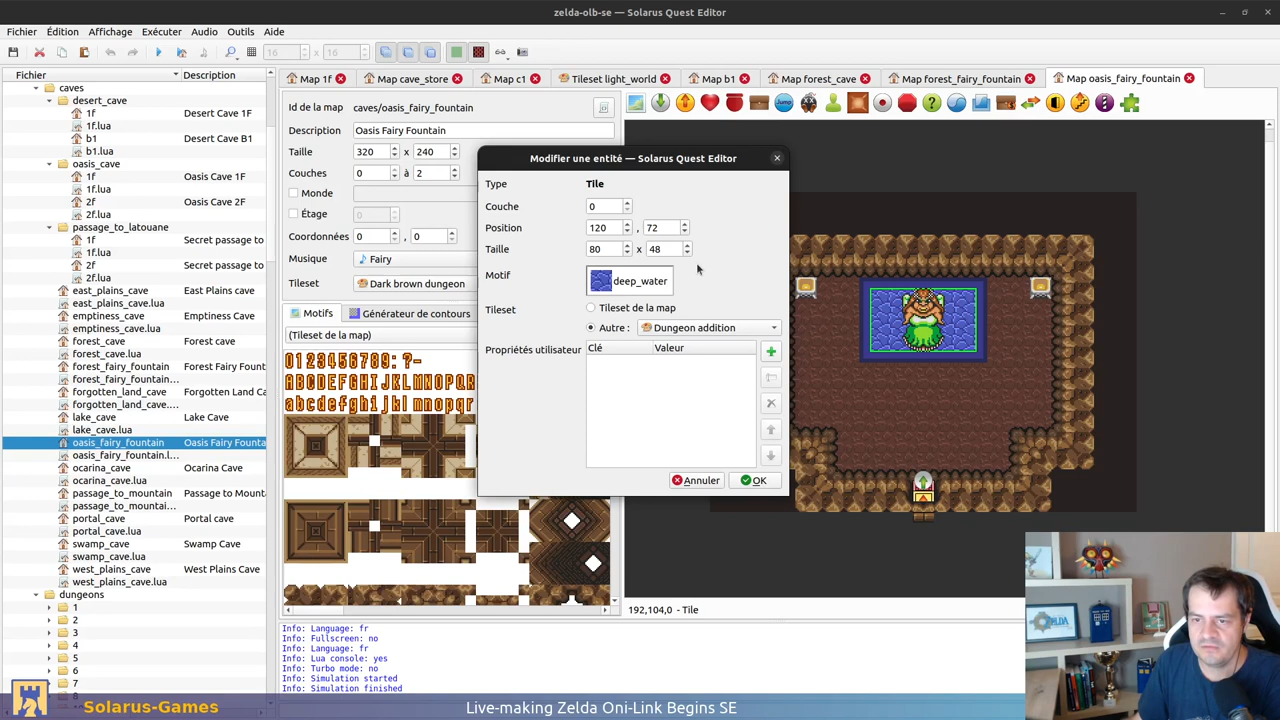 zelda-olb-se — Solarus Quest Editor
Fichier Édition Affichage Exécuter Audio Outils Aide
16 x 16
Fichier Description
caves
desert_cave
1f Desert Cave 1F
1f.lua
b1 Desert Cave B1
b1.lua
oasis_cave
1f Oasis Cave 1F
1f.lua
2f Oasis Cave 2F
2f.lua
passage_to_latouane
1f Secret passage to
1f.lua
2f Secret passage to
2f.lua
east_plains_cave East Plains Cave
emptiness_cave Emptiness Cave
emptiness_cave.lua
forest_cave Forest cave
forest_cave.lua
forest_fairy_fountain Forest Fairy Fount
forest_fairy_fountain...
forgotten_land_cave Forgotten Land C
forgotten_land_cave....
lake_cave Lake Cave
lake_cave.lua
oasis_fairy_fountain Oasis Fairy Founta
oasis_fairy_fountain.l...
ocarina_cave Ocarina Cave
ocarina_cave.lua
passage_to_mountain Passage to Mount
passage_to_mountai...
portal_cave Portal cave
portal_cave.lua
swamp_cave Swamp Cave
swamp_cave.lua
west_plains_cave West Plains Cave
west_plains_cave.lua
dungeons
1
2
3
4
5
6
7
Map 1f Map cave_store Map c1 Tileset light_world Map b1 Map forest_cave Map forest_fairy_fountain Map oasis_fairy_fountain
Id de la map caves/oasis_fairy_fountain
Description Oasis Fairy Fountain
Taille 320 x 240
Couches 0 à 2
Monde
Étage 0
Coordonnées 0 , 0
Musique Fairy
Tileset Dark brown dungeon
Motifs Générateur de contours
(Tileset de la map)
0123456789:?-
ABCDEFGHIJKLMNOPQR
abcdefghijklmnopqr
Jump
Modifier une entité — Solarus Quest Editor
Type Tile
Couche 0
Position 120 , 72
Taille 80 x 48
Motif deep_water
Tileset Tileset de la map
Autre : Dungeon addition
Propriétés utilisateur Clé Valeur
Annuler OK
192,104,0 - Tile
Info: Language: fr
Info: Fullscreen: no
Info: Language: fr
Info: Lua console: yes
Info: Turbo mode: no
Info: Simulation started
Info: Simulation finished
Solarus-Games
Live-making Zelda Oni-Link Begins SE